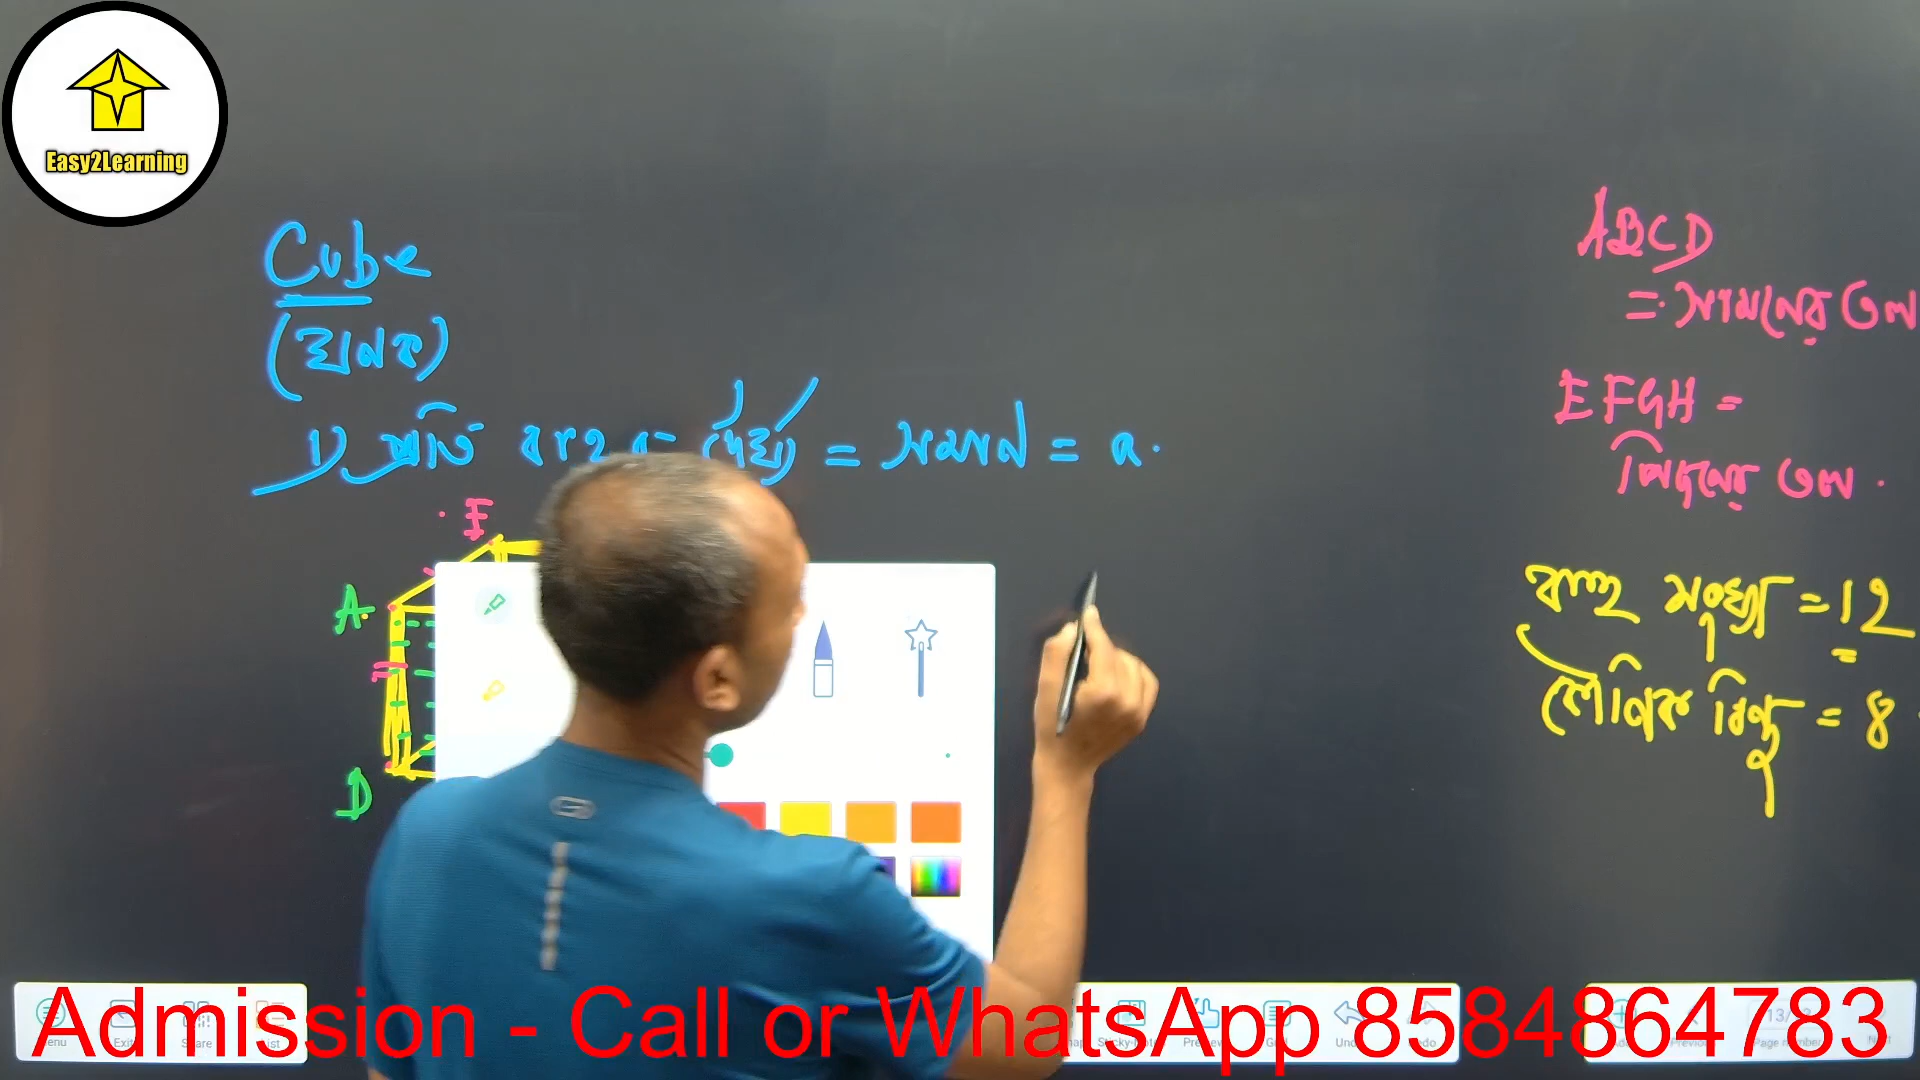 Easy2Learning
Cube
(ঘনক)
1) প্রতি বাহুর দৈর্ঘ্য = সমান = a.
E
A
D
ABCD
= সামনের তল
EFGH =
পিছনের তল.
বাহু সংখ্যা = 12
কৌনিক বিন্দু = 8
Admission - Call or WhatsApp 8584864783